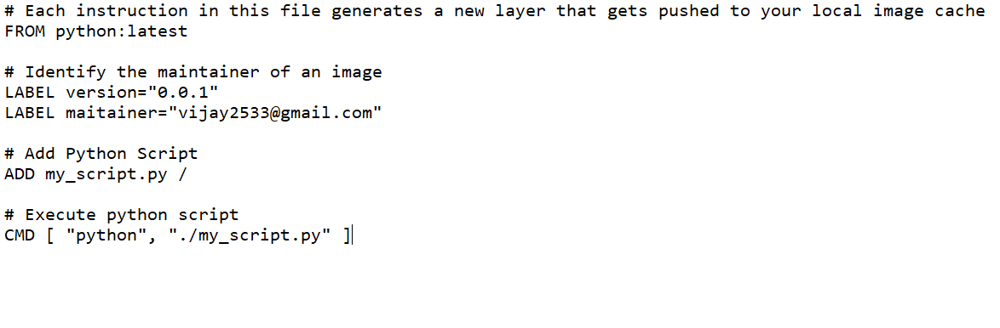 # Each instruction in this file generates a new layer that gets pushed to your local image cache
FROM python:latest
# Identify the maintainer of an image
LABEL version="0.0.1"
LABEL maitainer="vijay2533@gmail.com"
# Add Python Script
ADD my_script.py /
# Execute python script
CMD [ "python", "./my_script.py" ]